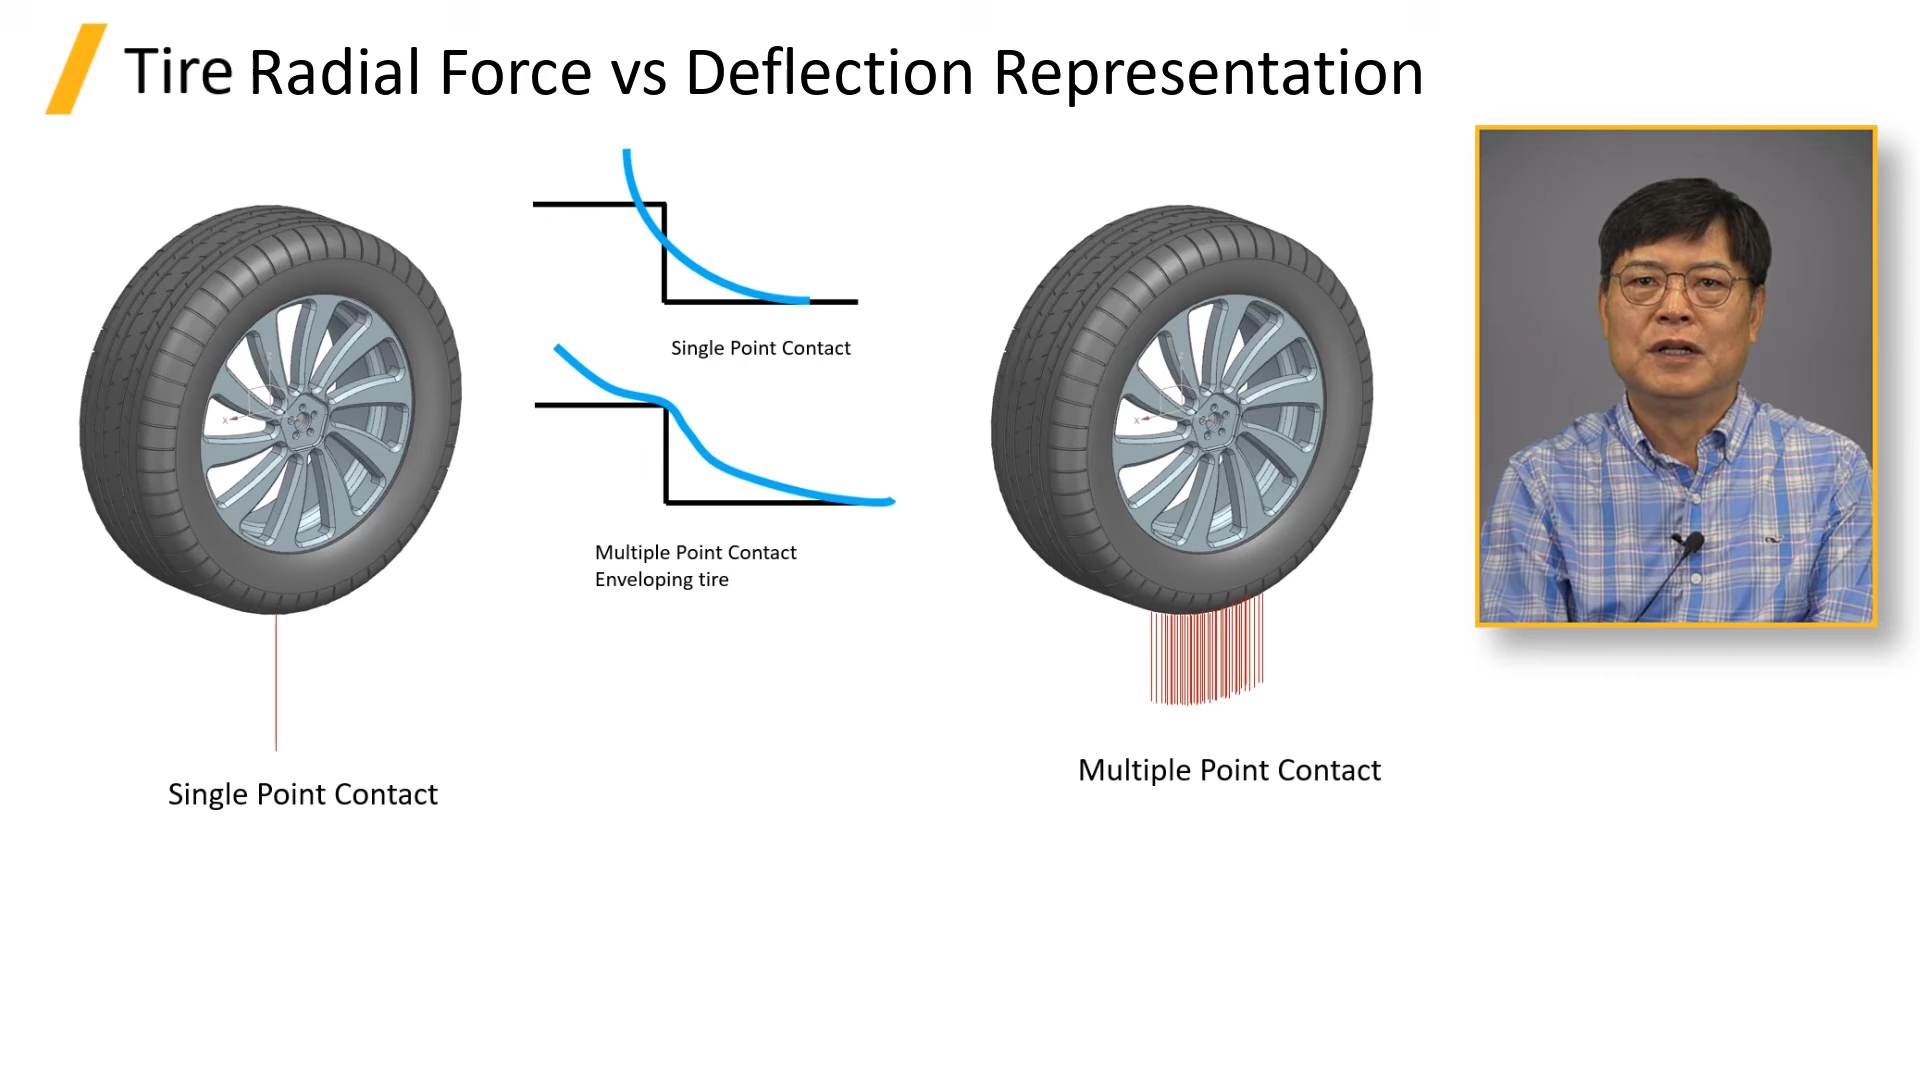 Tire Radial Force vs Deflection Representation
Single Point Contact
Multiple Point Contact
Enveloping tire
Single Point Contact
Multiple Point Contact